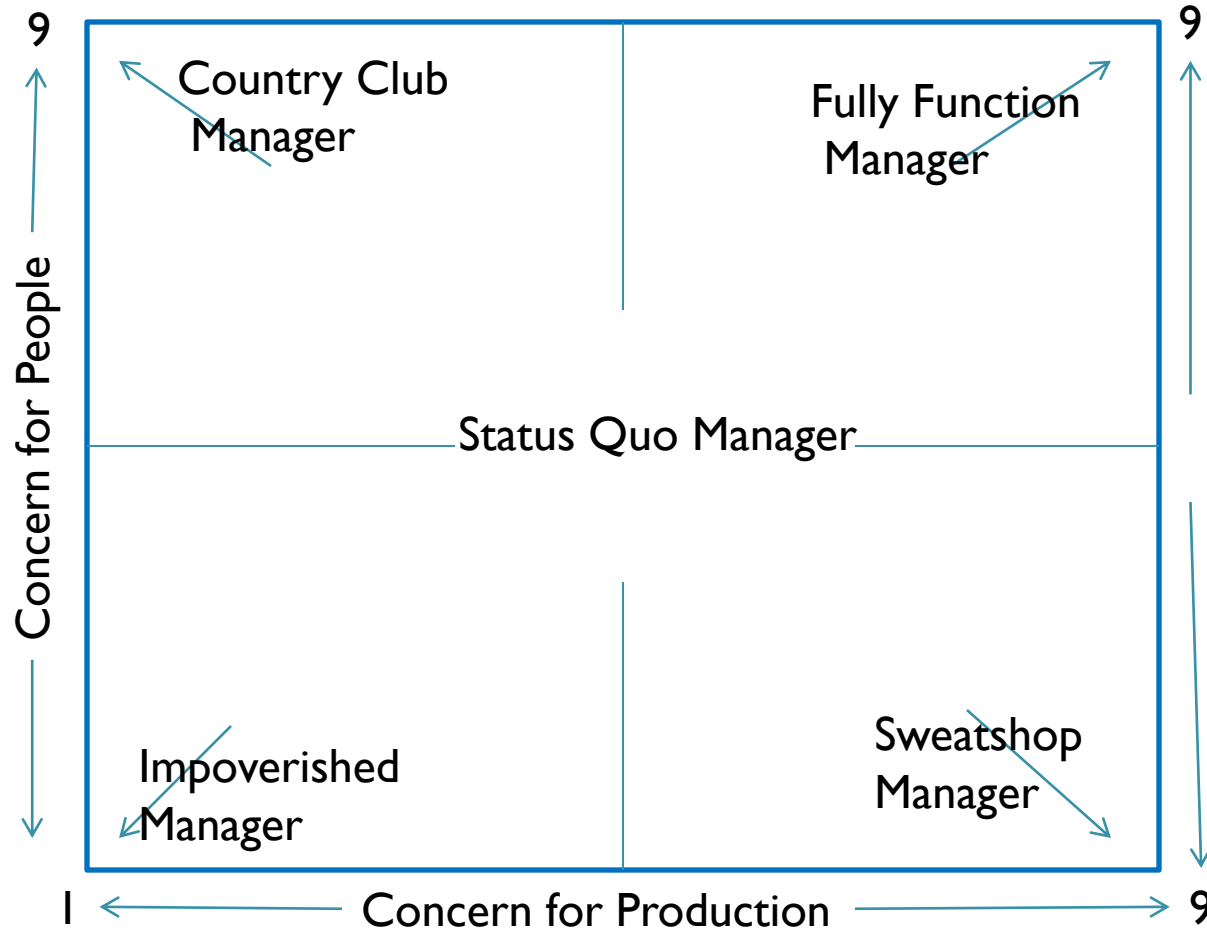 9
9
Country Club
Manager
Fully Function
Manager
Concern for People
Status Quo Manager
Impoverished
Manager
Sweatshop
Manager
1
Concern for Production
9